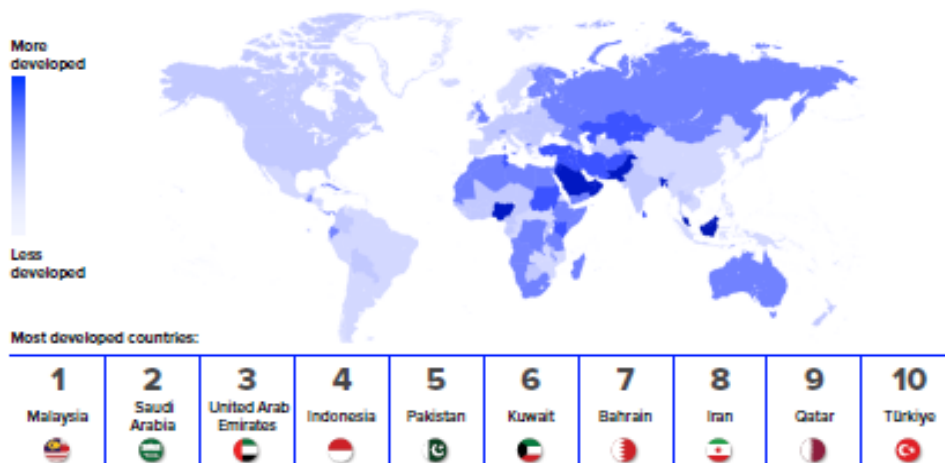 More
developed
Less
developed
Most developed countries:
1 2 3 4 5 6 7 8 9 10
Malaysia Saudi Arabia United Arab Emirates Indonesia Pakistan Kuwait Bahrain Iran Qatar Türkiye